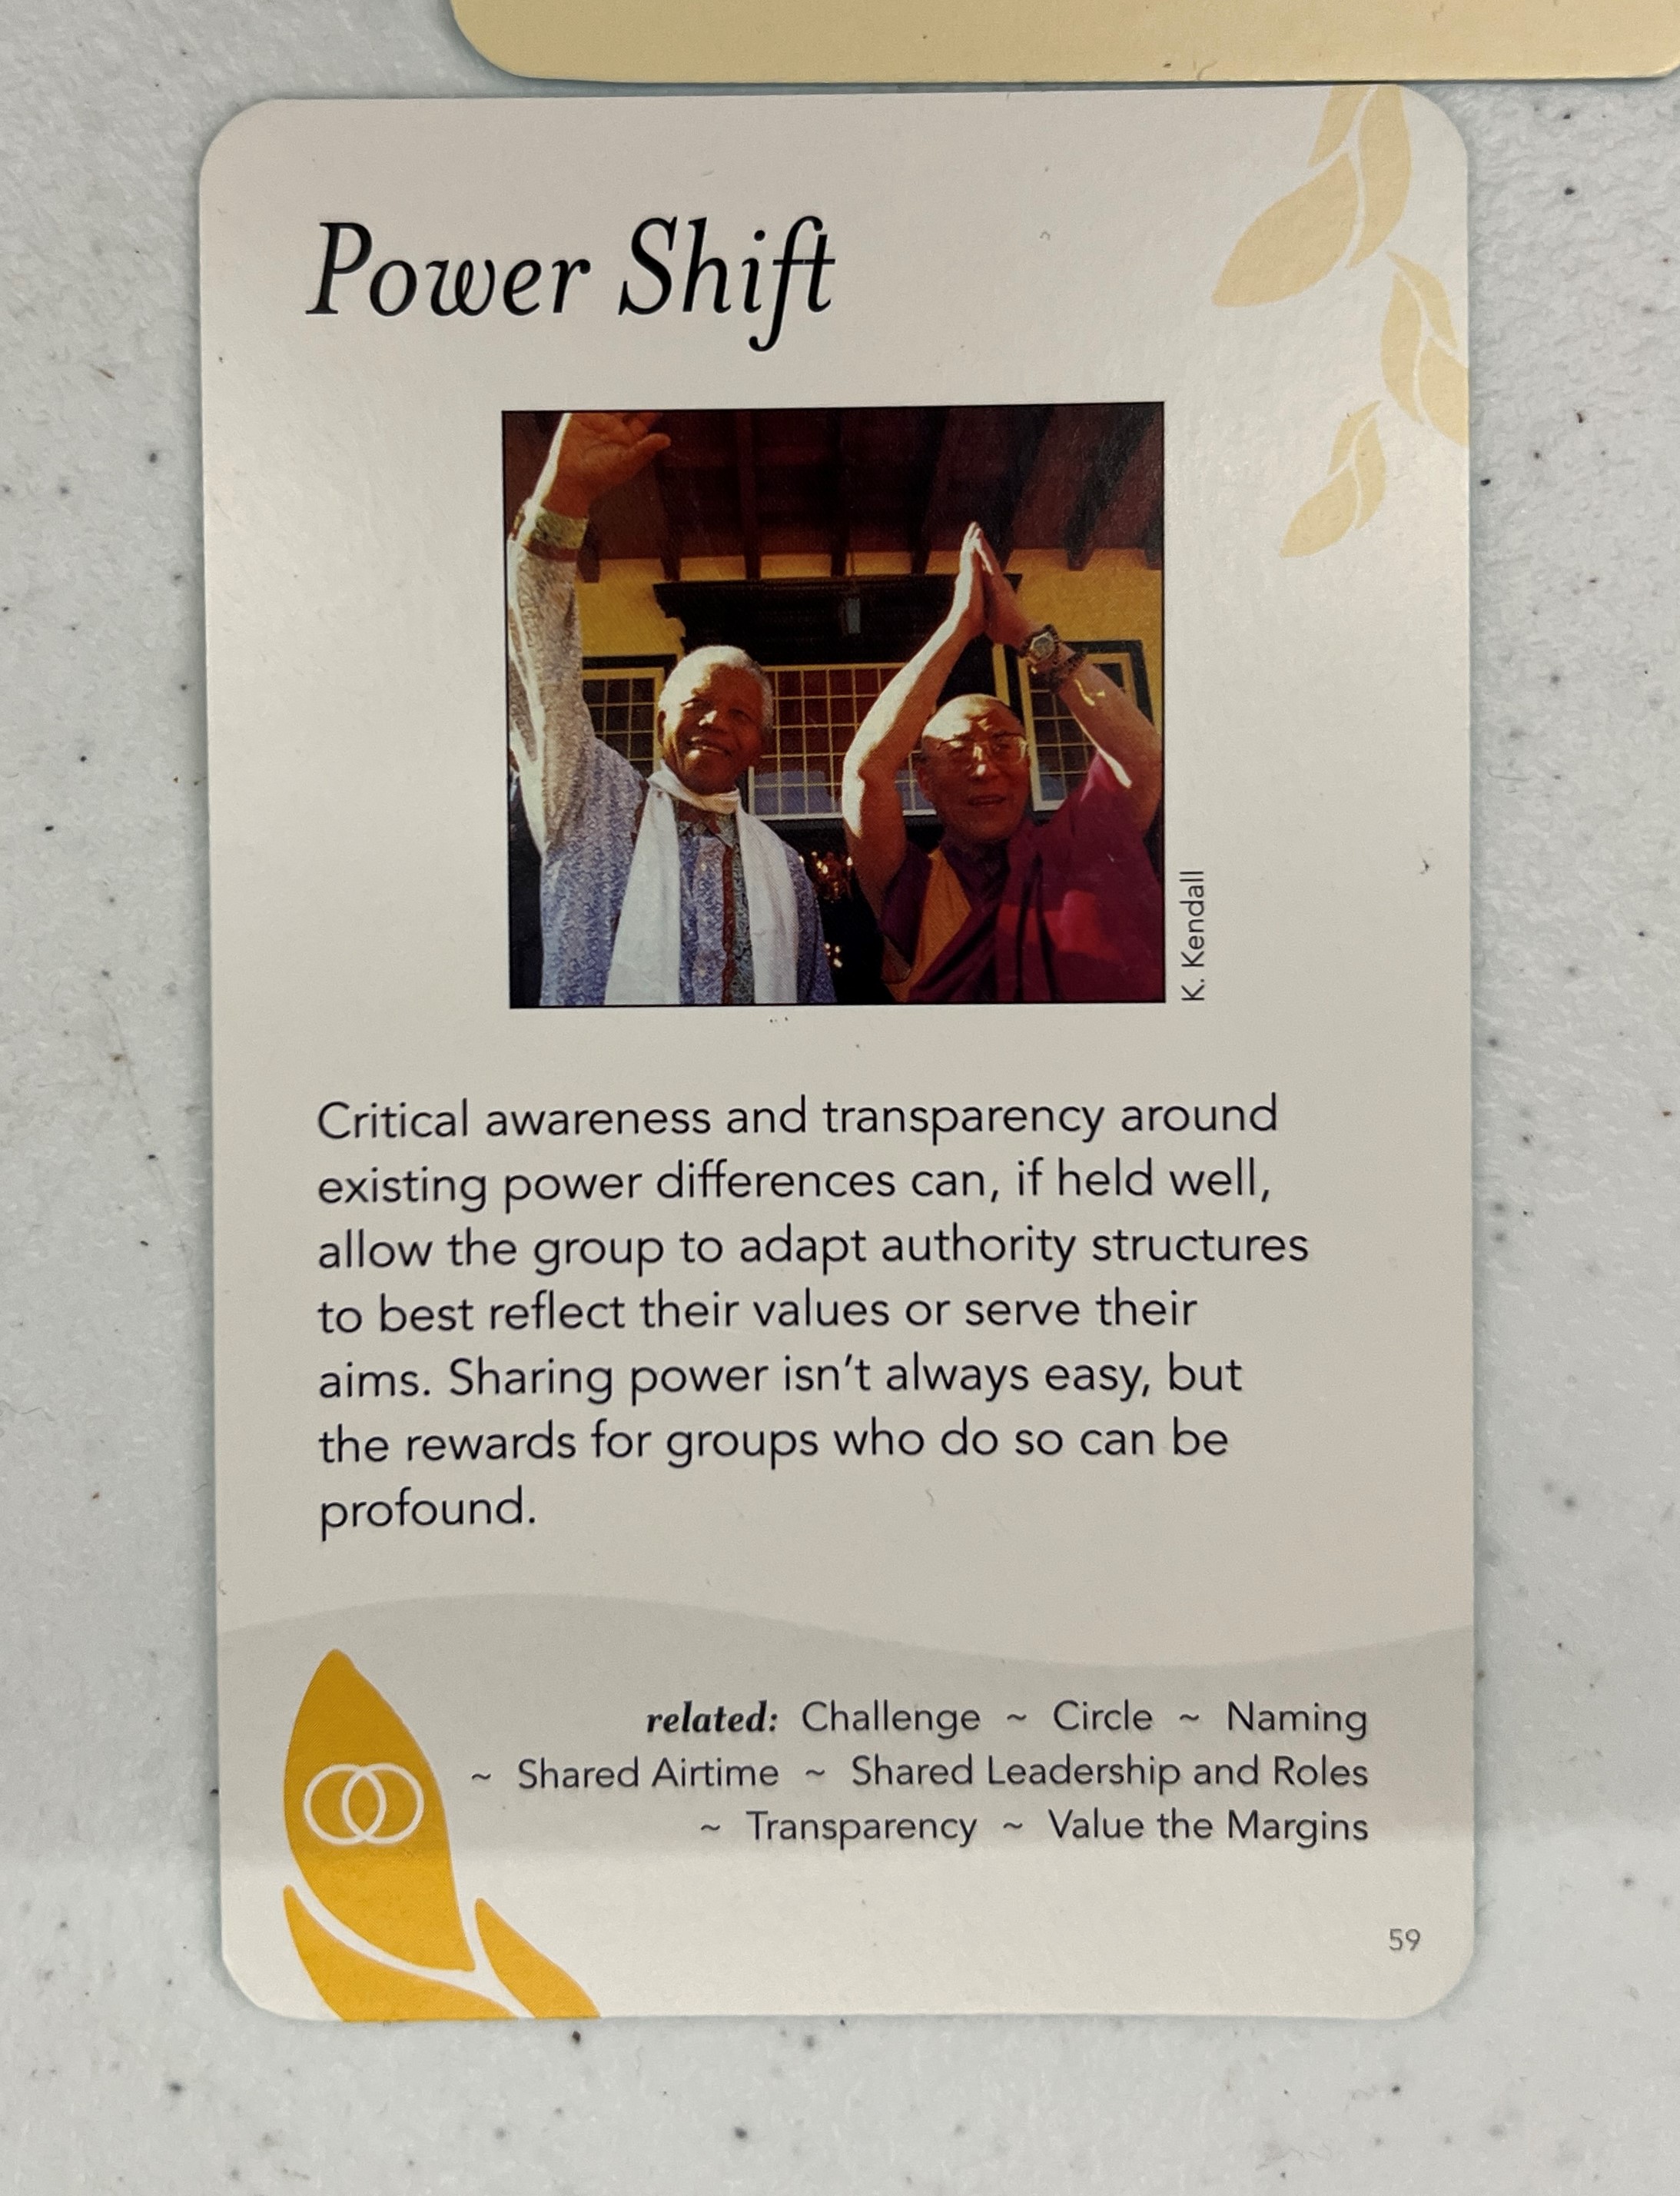 Power Shift
K. Kendall
Critical awareness and transparency around
existing power differences can, if held well,
allow the group to adapt authority structures
to best reflect their values or serve their
aims. Sharing power isn’t always easy, but
the rewards for groups who do so can be
profound.
related: Challenge ~ Circle ~ Naming
~ Shared Airtime ~ Shared Leadership and Roles
~ Transparency ~ Value the Margins
59